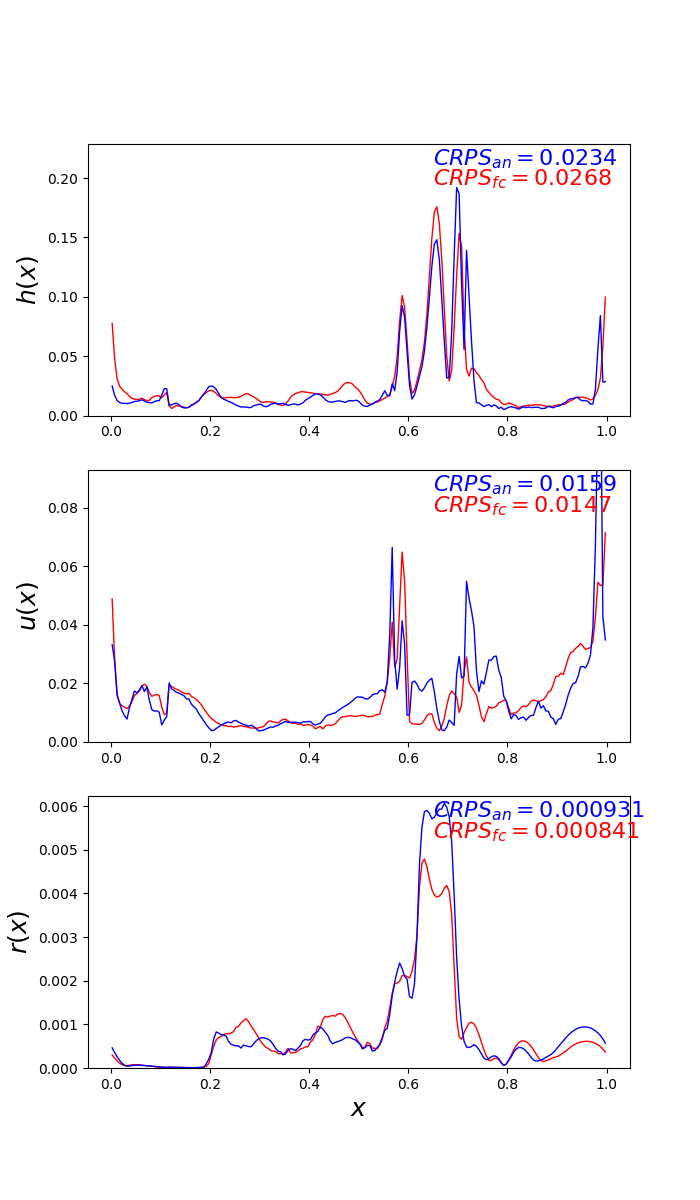 CRPS_an = 0.0234
CRPS_fc = 0.0268
0.20
0.15
0.10
0.05
0.00
h(x)
0.0 0.2 0.4 0.6 0.8 1.0
CRPS_an = 0.0159
CRPS_fc = 0.0147
0.08
0.06
0.04
0.02
0.00
u(x)
0.0 0.2 0.4 0.6 0.8 1.0
CRPS_an = 0.000931
CRPS_fc = 0.000841
0.006
0.005
0.004
0.003
0.002
0.001
0.000
r(x)
0.0 0.2 0.4 0.6 0.8 1.0
x